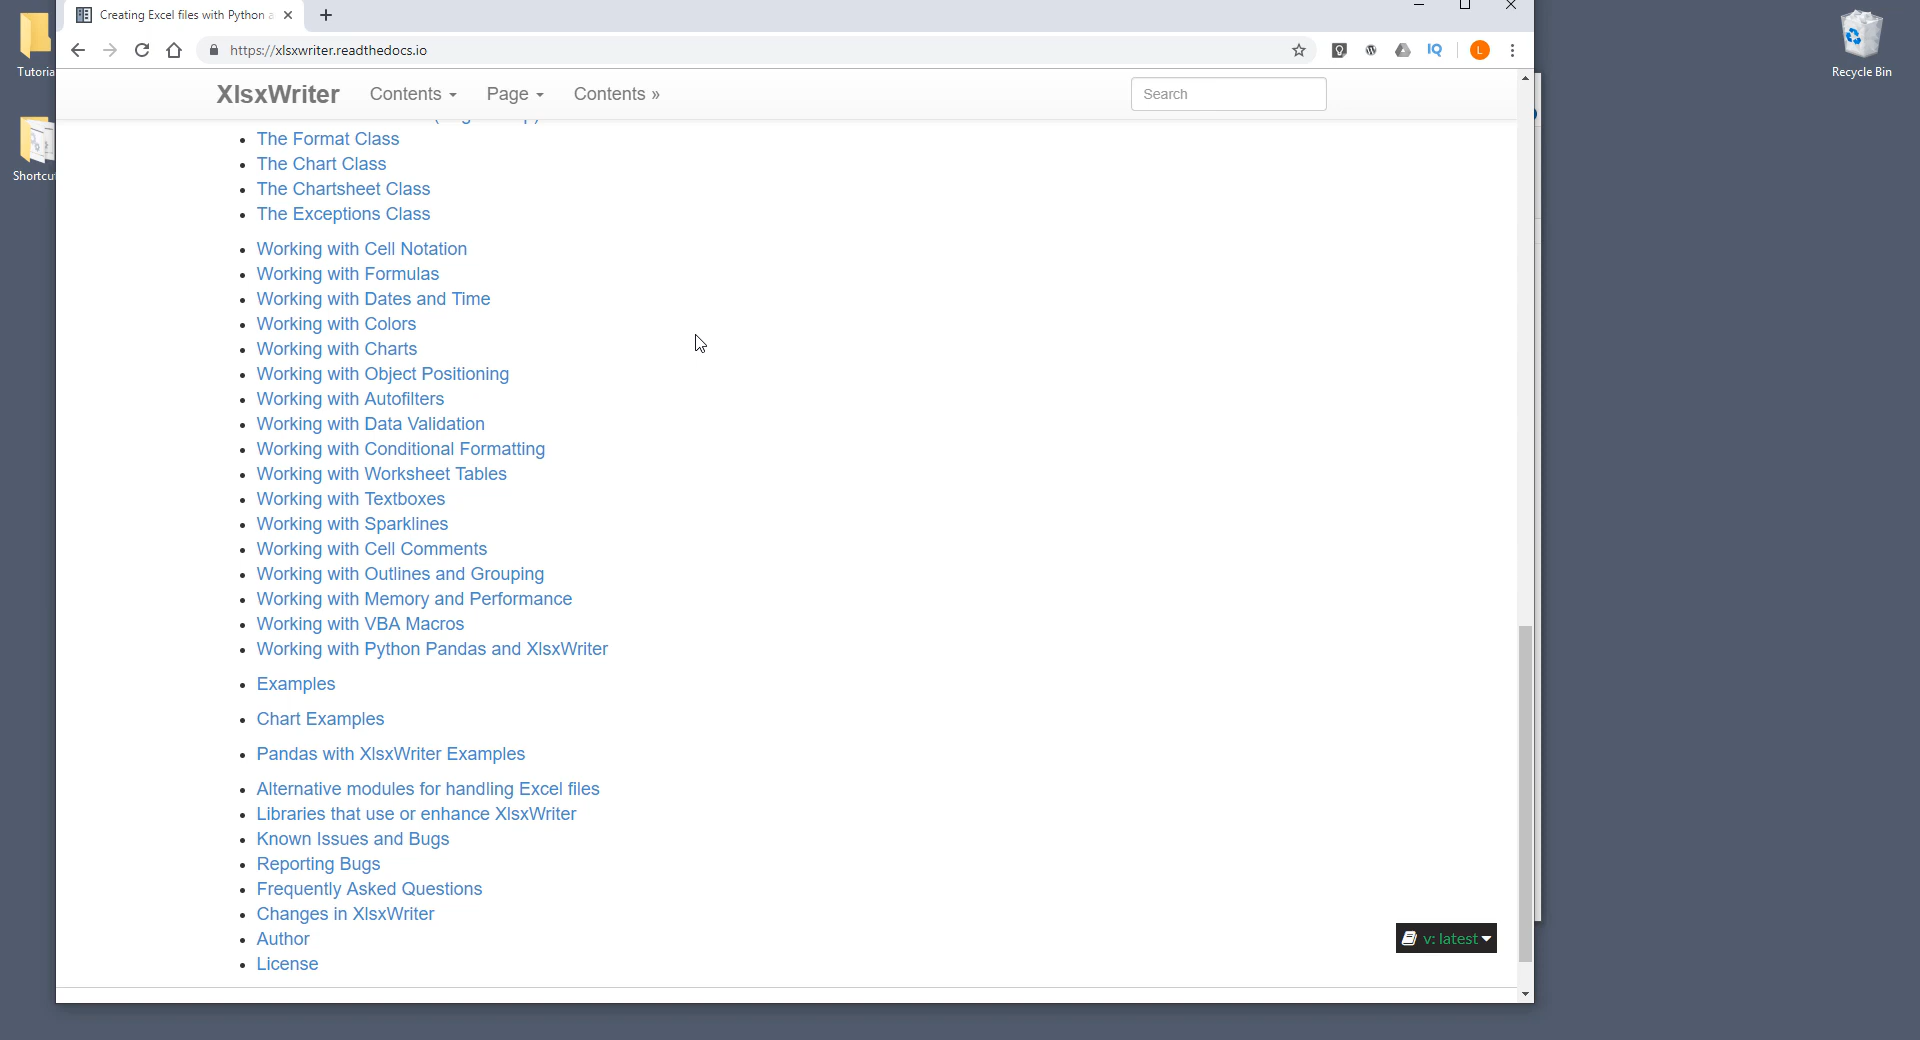 Creating Excel files with Python a
https://xlsxwriter.readthedocs.io
L
IQ
Tutoria
Shortcu
Recycle Bin
XlsxWriter
Contents
Page
Contents »
Search
The Format Class
The Chart Class
The Chartsheet Class
The Exceptions Class
Working with Cell Notation
Working with Formulas
Working with Dates and Time
Working with Colors
Working with Charts
Working with Object Positioning
Working with Autofilters
Working with Data Validation
Working with Conditional Formatting
Working with Worksheet Tables
Working with Textboxes
Working with Sparklines
Working with Cell Comments
Working with Outlines and Grouping
Working with Memory and Performance
Working with VBA Macros
Working with Python Pandas and XlsxWriter
Examples
Chart Examples
Pandas with XlsxWriter Examples
Alternative modules for handling Excel files
Libraries that use or enhance XlsxWriter
Known Issues and Bugs
Reporting Bugs
Frequently Asked Questions
Changes in XlsxWriter
Author
License
v: latest